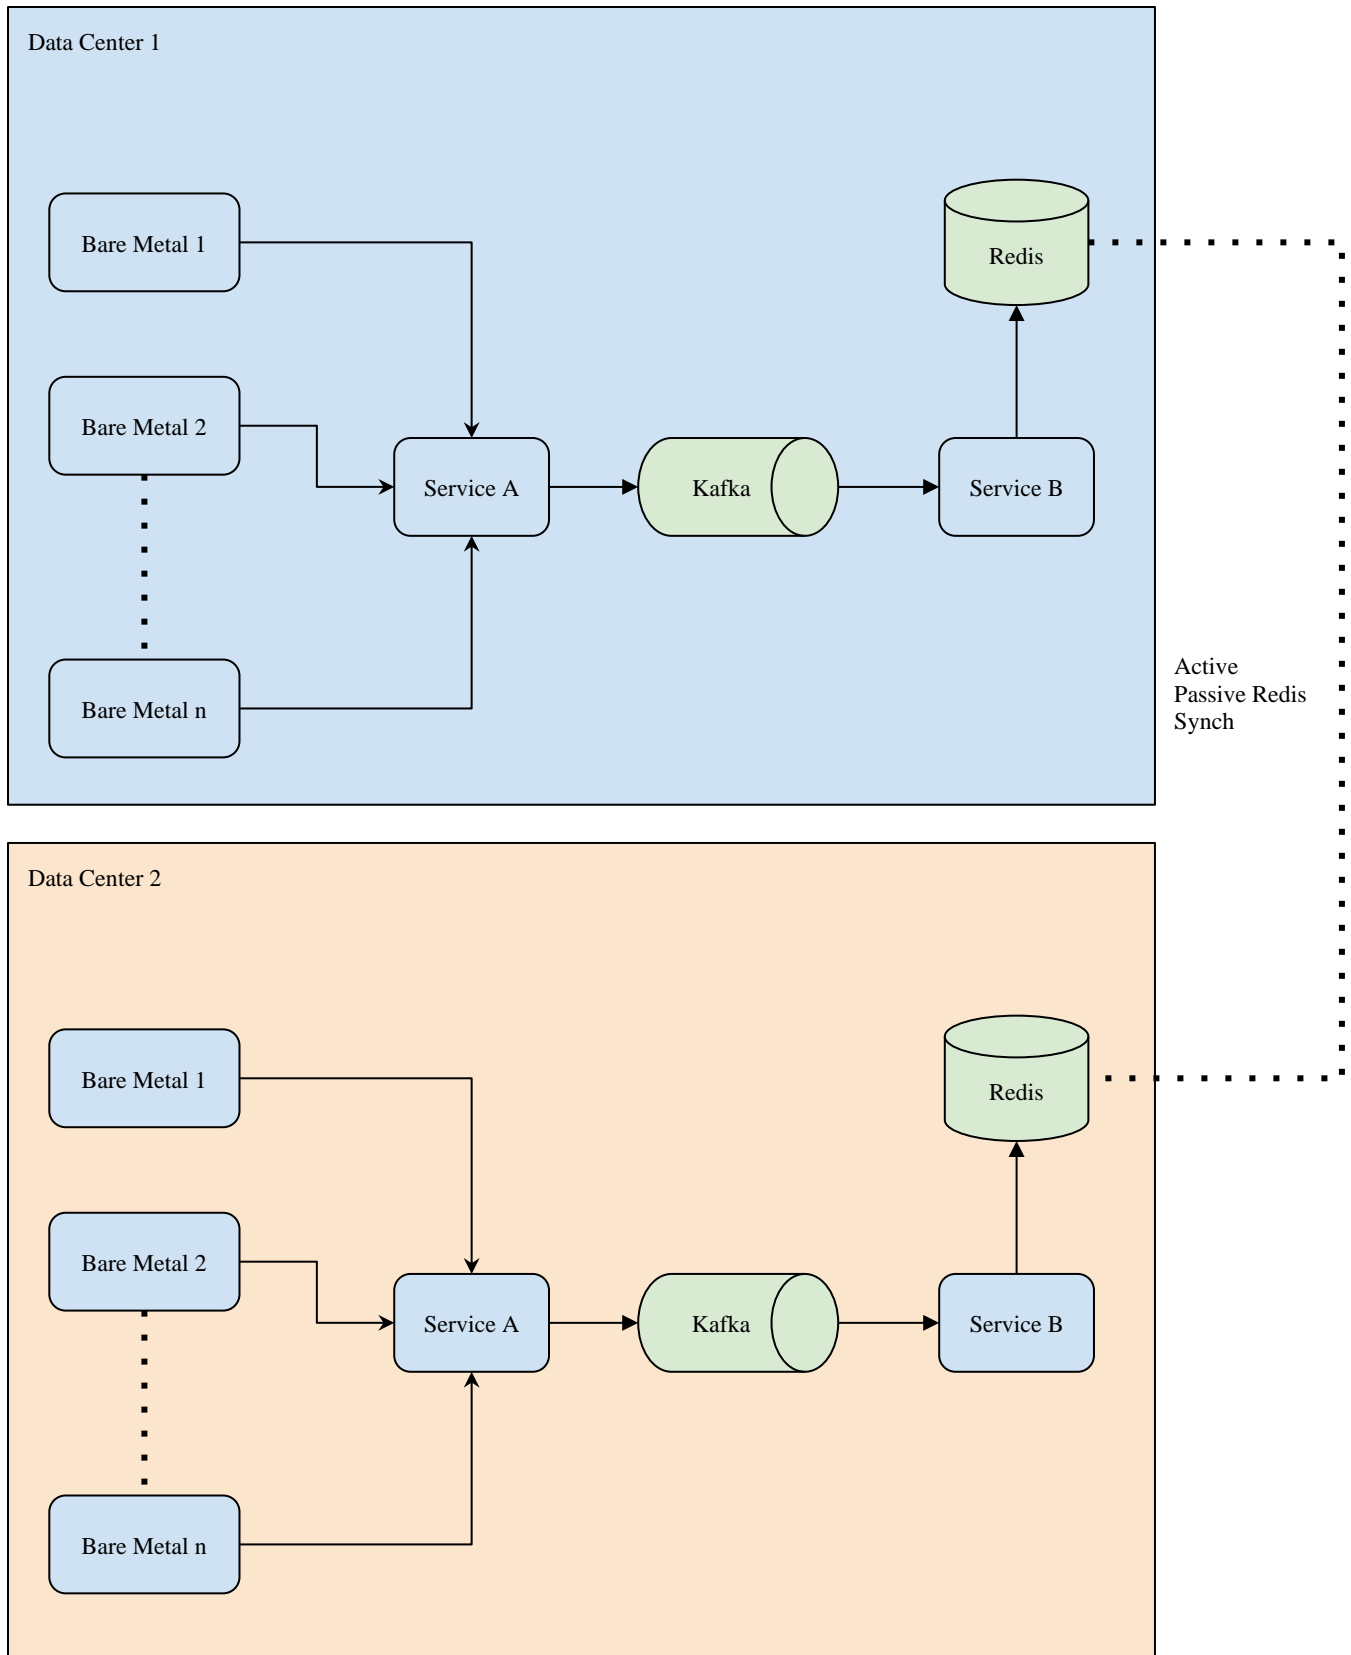 Data Center 1
Bare Metal 1
Redis
Bare Metal 2
Service A
Kafka
Service B
Bare Metal n
Active
Passive Redis
Synch
Data Center 2
Bare Metal 1
Redis
Bare Metal 2
Service A
Kafka
Service B
Bare Metal n